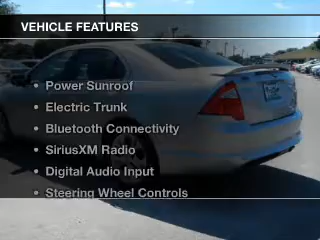 VEHICLE FEATURES
• Power Sunroof
• Electric Trunk
• Bluetooth Connectivity
• SiriusXM Radio
• Digital Audio Input
• Steering Wheel Controls